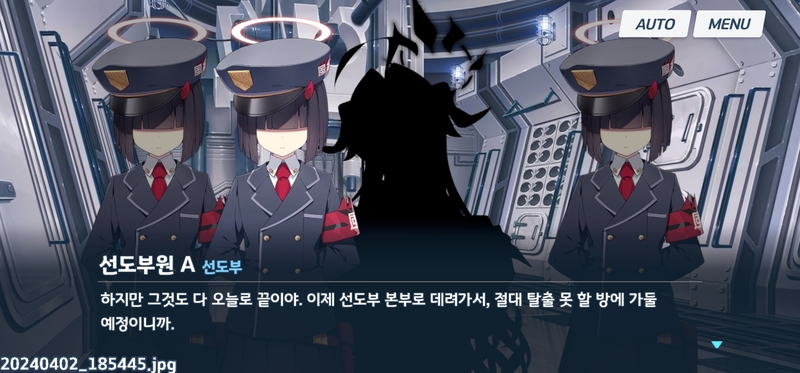 AUTO MENU
선도부원 A 선도부
하지만 그것도 다 오늘로 끝이야. 이제 선도부 본부로 데려가서, 절대 탈출 못 할 방에 가둘
예정이니까.
20240402_185445.jpg